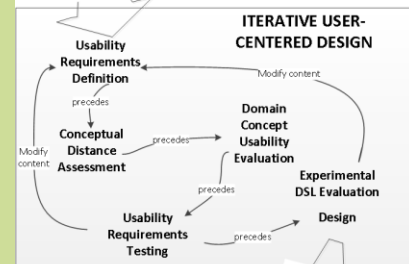 ITERATIVE USER-
CENTERED DESIGN
Usability
Requirements
Definition
Modify content
precedes
Conceptual
Distance
Assessment
precedes
Domain
Concept
Usability
Evaluation
Modify
content
precedes
Experimental
DSL Evaluation
Design
Usability
Requirements
Testing
precedes